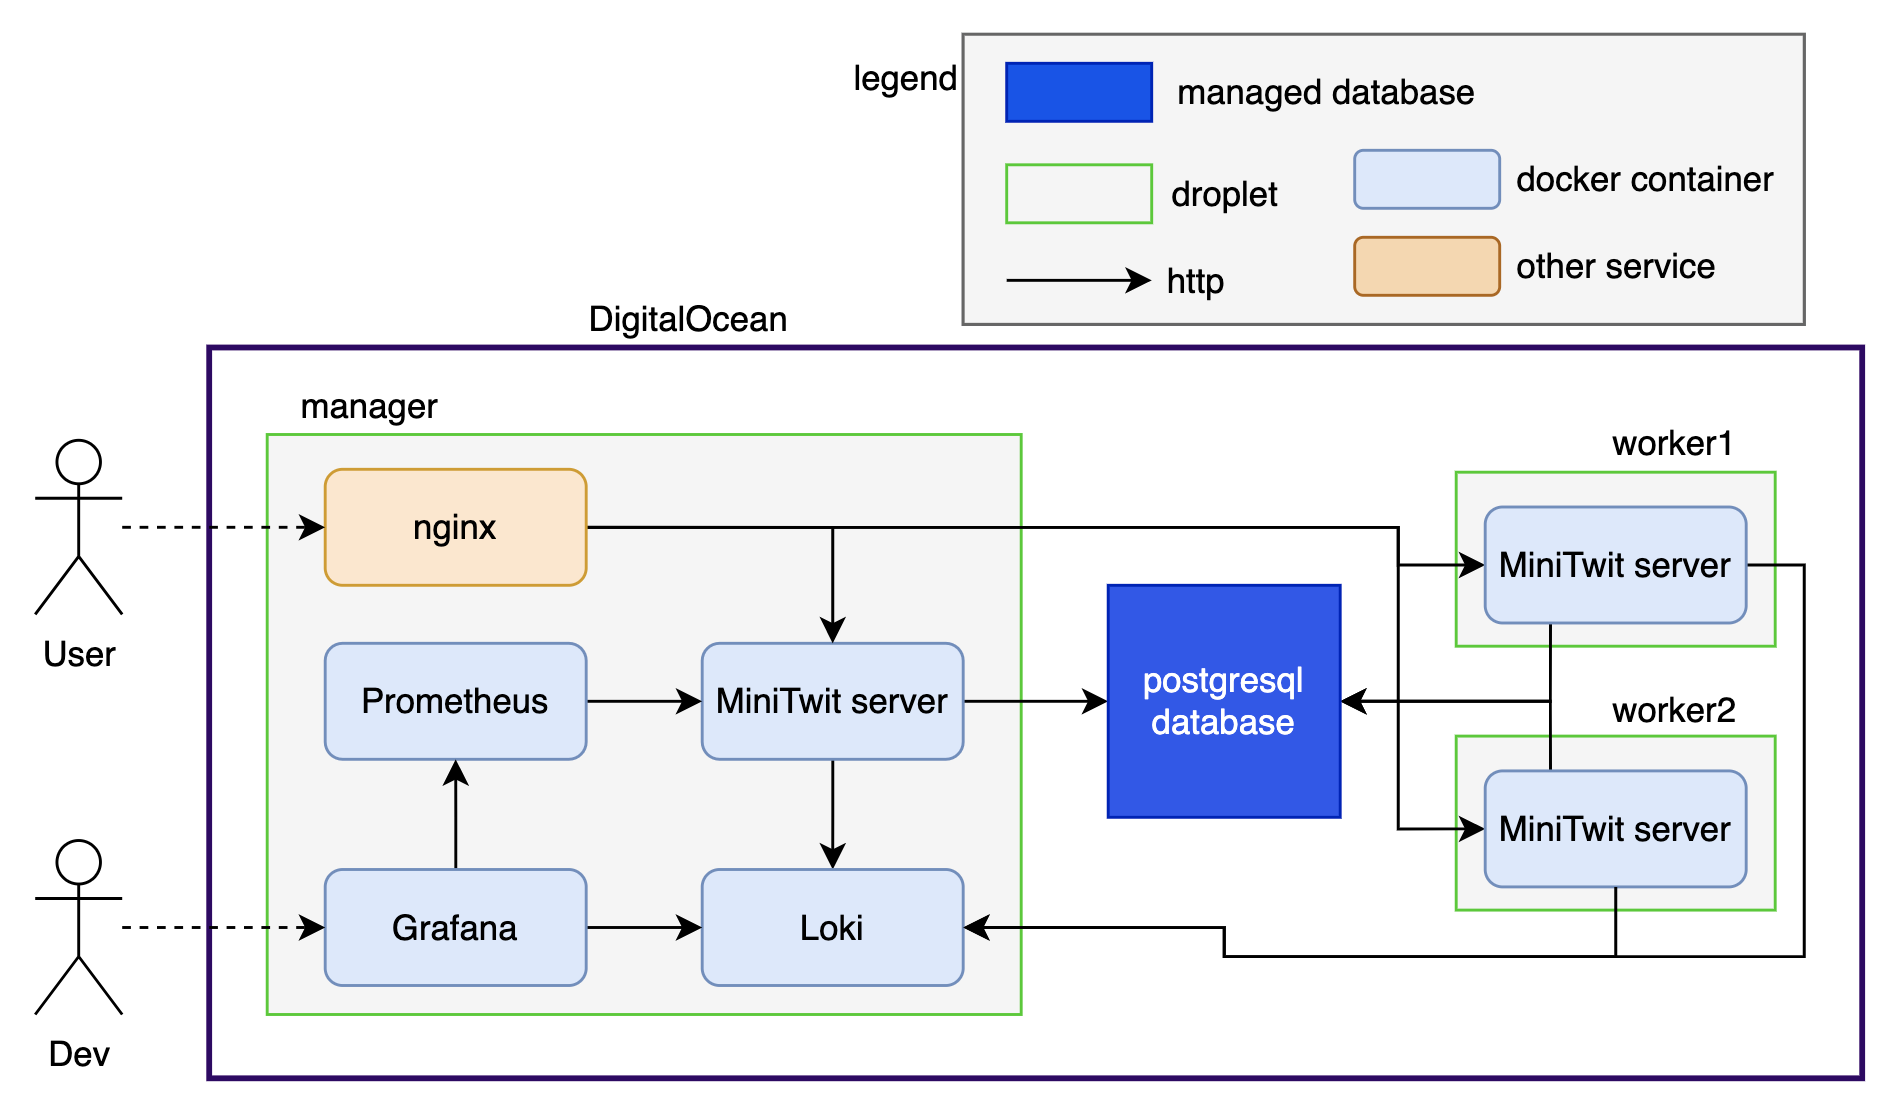 legend
managed database
droplet
docker container
http
other service
DigitalOcean
manager
worker1
nginx
MiniTwit server
User
Prometheus
MiniTwit server
postgresql
database
worker2
MiniTwit server
Grafana
Loki
Dev